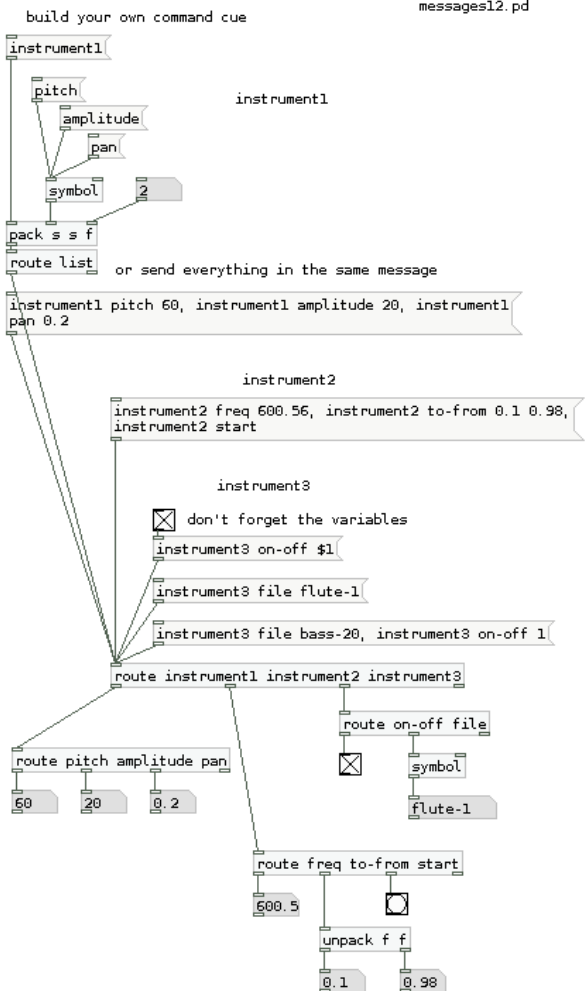 messages12.pd
build your own command cue
instrument1
pitch
instrument1
amplitude
pan
symbol
2
pack s s f
route list
or send everything in the same message
instrument1 pitch 60, instrument1 amplitude 20, instrument1
pan 0.2
instrument2
instrument2 freq 600.56, instrument2 to-from 0.1 0.98,
instrument2 start
instrument3
don't forget the variables
instrument3 on-off $1
instrument3 file flute-1
instrument3 file bass-20, instrument3 on-off 1
route instrument1 instrument2 instrument3
route on-off file
route pitch amplitude pan
symbol
60
20
0.2
flute-1
route freq to-from start
600.5
unpack f f
0.1
0.98